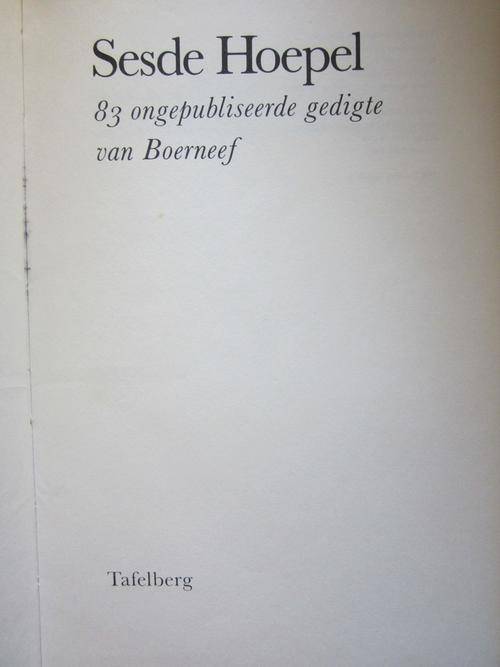 Sesde Hoepel
83 ongepubliseerde gedigte
van Boerneef
Tafelberg